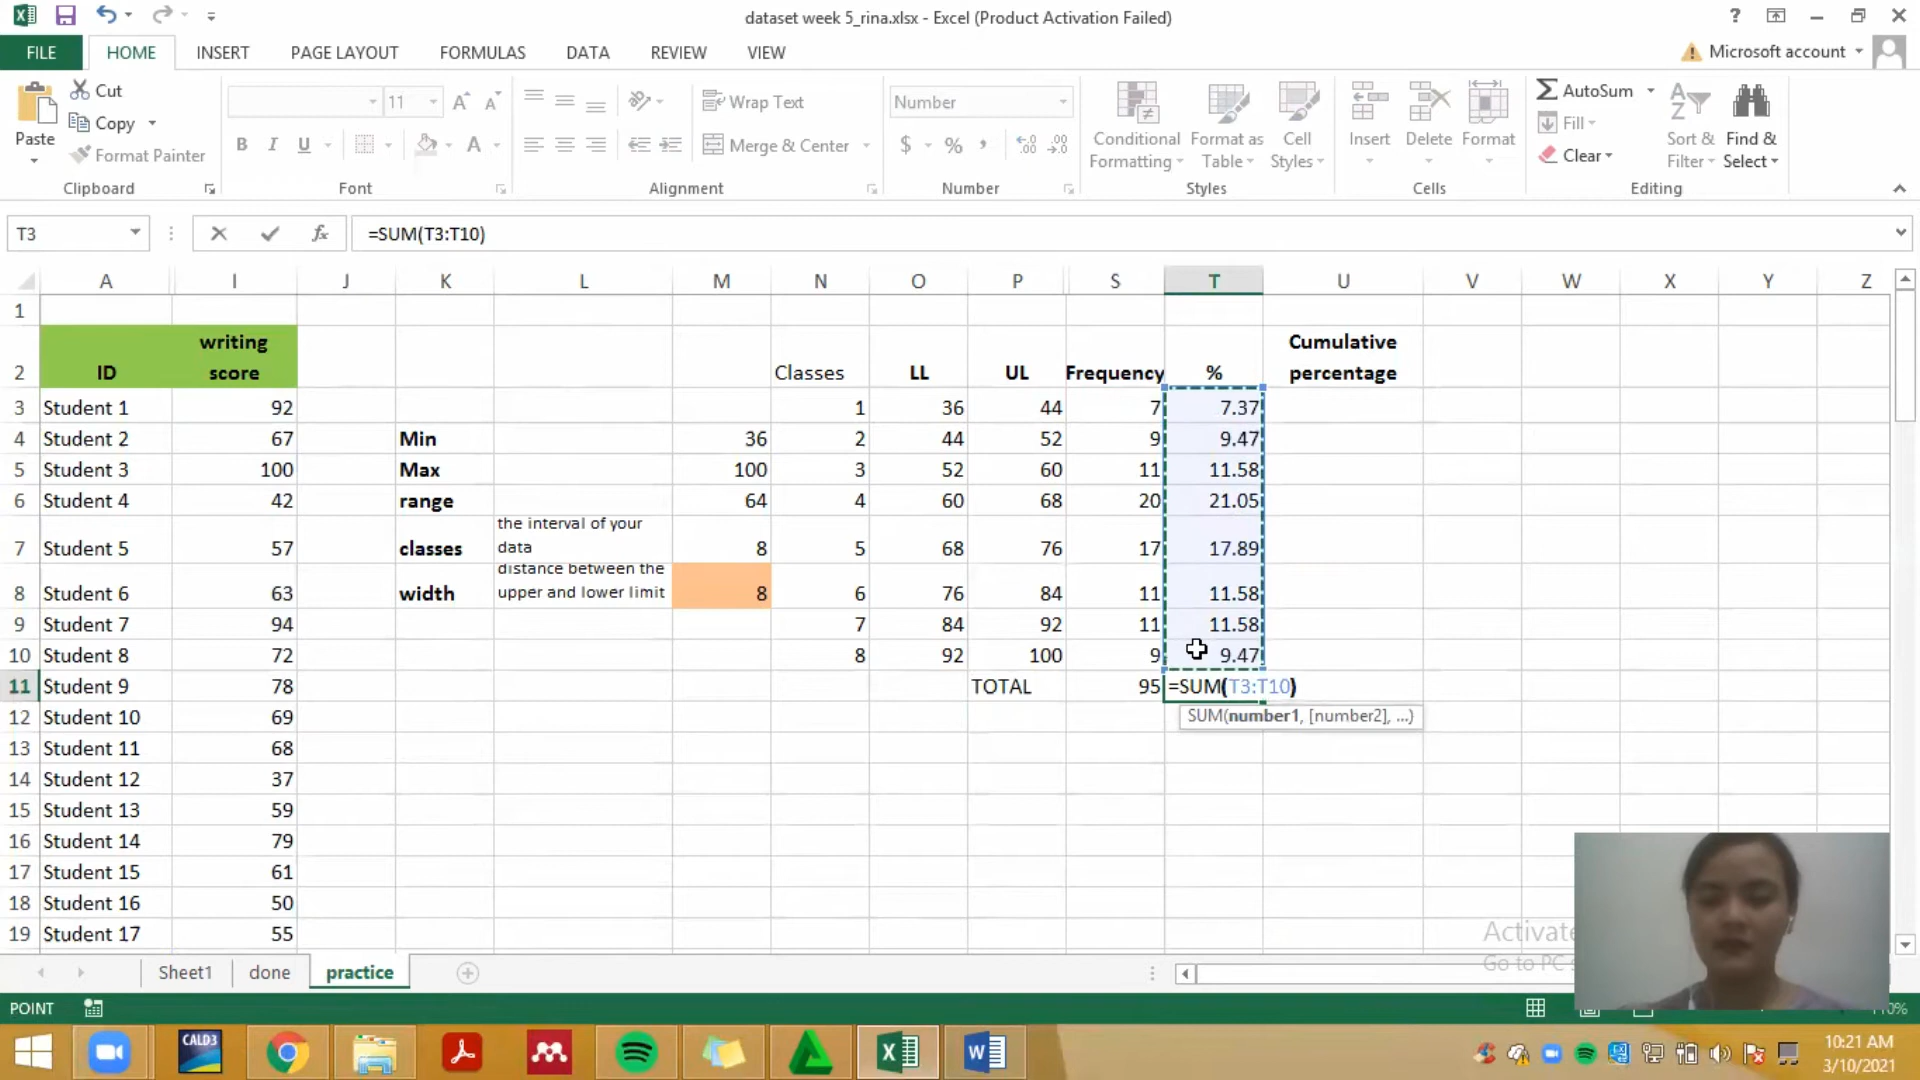 dataset week 5_rina.xlsx - Excel (Product Activation Failed)
FILE HOME INSERT PAGE LAYOUT FORMULAS DATA REVIEW VIEW Microsoft account
Cut
Copy
Format Painter
Paste
11
Wrap Text
Merge & Center
Number
$ % ,
Conditional Formatting
Format as Table
Cell Styles
Insert Delete Format
AutoSum
Fill
Clear
Sort & Filter
Find & Select
Clipboard Font Alignment Number Styles Cells Editing
T3 fx =SUM(T3:T10)
A I J K L M N O P S T U V W X Y Z
1
2 ID writing score Classes LL UL Frequency % Cumulative percentage
3 Student 1 92 1 36 44 7 7.37
4 Student 2 67 Min 36 2 44 52 9 9.47
5 Student 3 100 Max 100 3 52 60 11 11.58
6 Student 4 42 range 64 4 60 68 20 21.05
7 Student 5 57 classes the interval of your data 8 5 68 76 17 17.89
8 Student 6 63 width distance between the upper and lower limit 8 6 76 84 11 11.58
9 Student 7 94 7 84 92 11 11.58
10 Student 8 72 8 92 100 9 9.47
11 Student 9 78 TOTAL 95 =SUM(T3:T10)
SUM(number1, [number2], ...)
12 Student 10 69
13 Student 11 68
14 Student 12 37
15 Student 13 59
16 Student 14 79
17 Student 15 61
18 Student 16 50
19 Student 17 55
Activate
Go to PC
Sheet1 done practice
POINT
CALD3
10:21 AM
3/10/2021